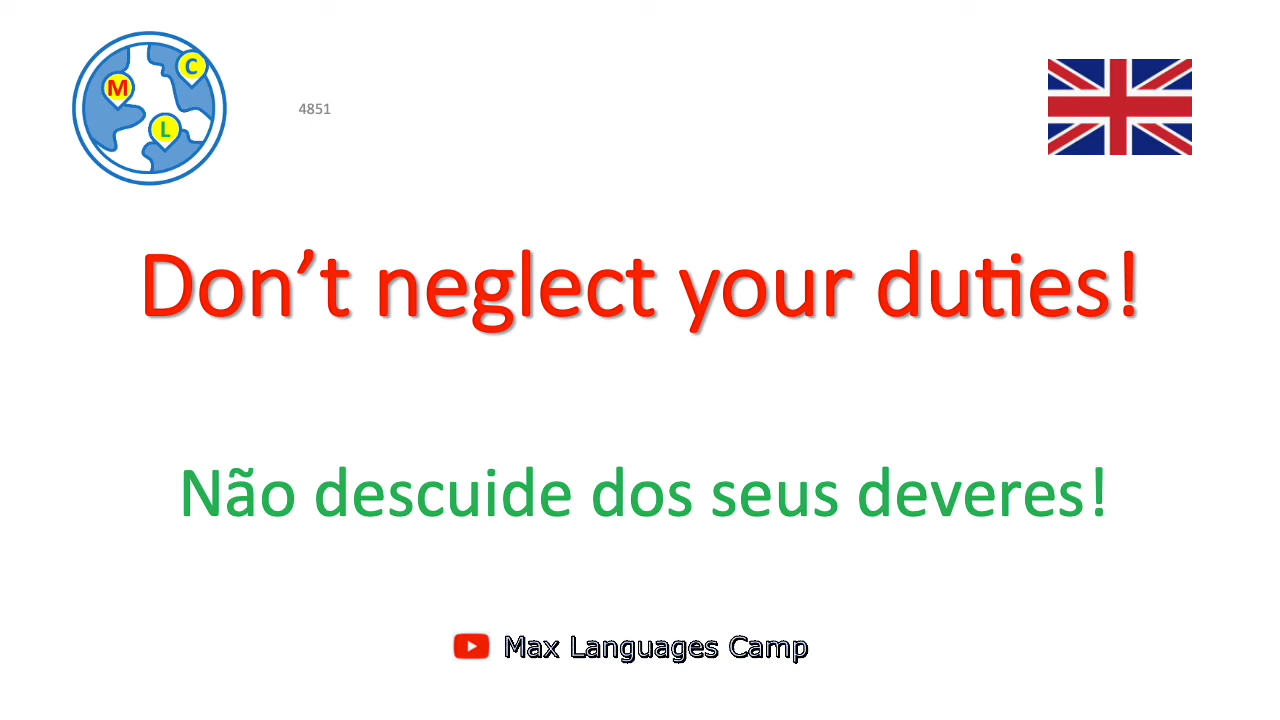 M
C
L
4851
Don’t neglect your duties!
Não descuide dos seus deveres!
Max Languages Camp